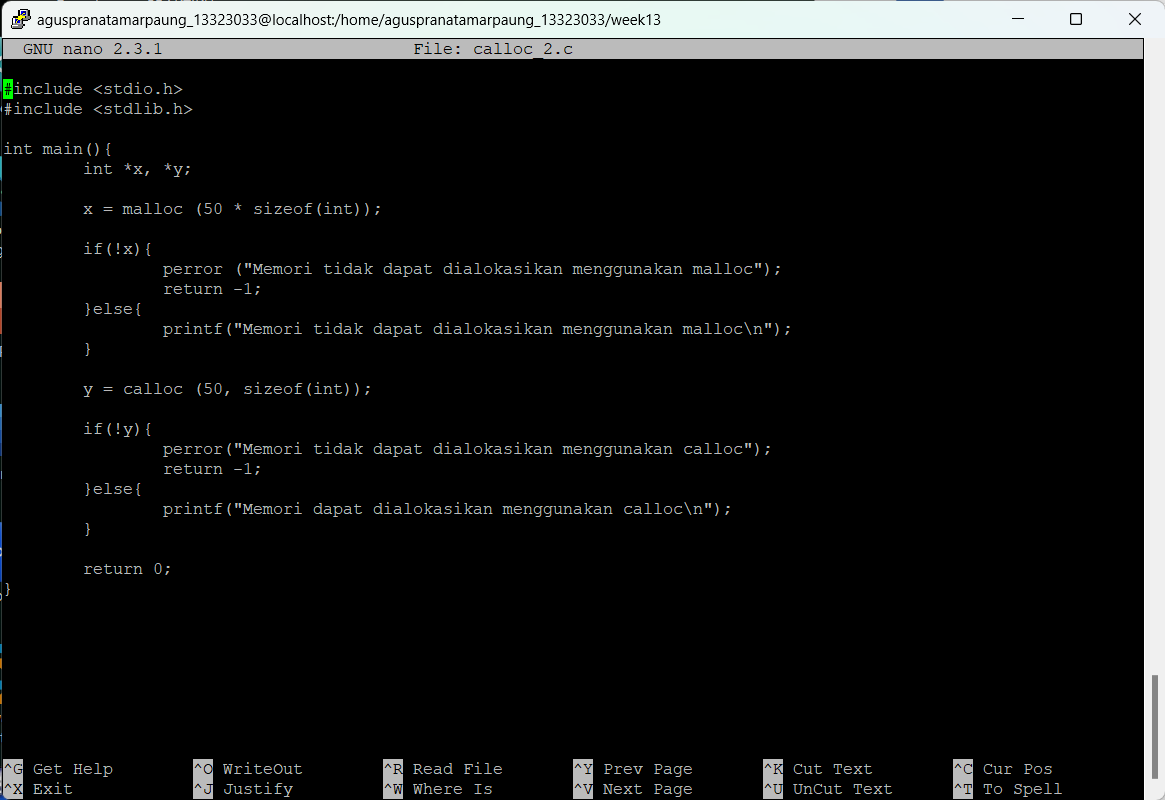 aguspranatamarpaung_13323033@localhost:/home/aguspranatamarpaung_13323033/week13
GNU nano 2.3.1 File: calloc_2.c
#include <stdio.h>
#include <stdlib.h>
int main(){
int *x, *y;
x = malloc (50 * sizeof(int));
if(!x){
perror ("Memori tidak dapat dialokasikan menggunakan malloc");
return -1;
}else{
printf("Memori tidak dapat dialokasikan menggunakan malloc\n");
}
y = calloc (50, sizeof(int));
if(!y){
perror("Memori tidak dapat dialokasikan menggunakan calloc");
return -1;
}else{
printf("Memori dapat dialokasikan menggunakan calloc\n");
}
return 0;
}
^G Get Help ^O WriteOut ^R Read File ^Y Prev Page ^K Cut Text ^C Cur Pos
^X Exit ^J Justify ^W Where Is ^V Next Page ^U UnCut Text ^T To Spell